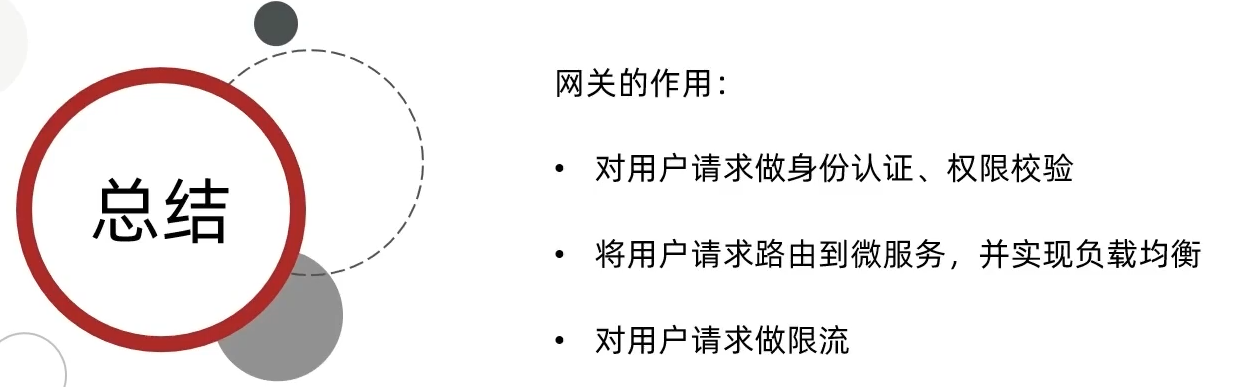 总结
网关的作用：
• 对用户请求做身份认证、权限校验
• 将用户请求路由到微服务，并实现负载均衡
• 对用户请求做限流